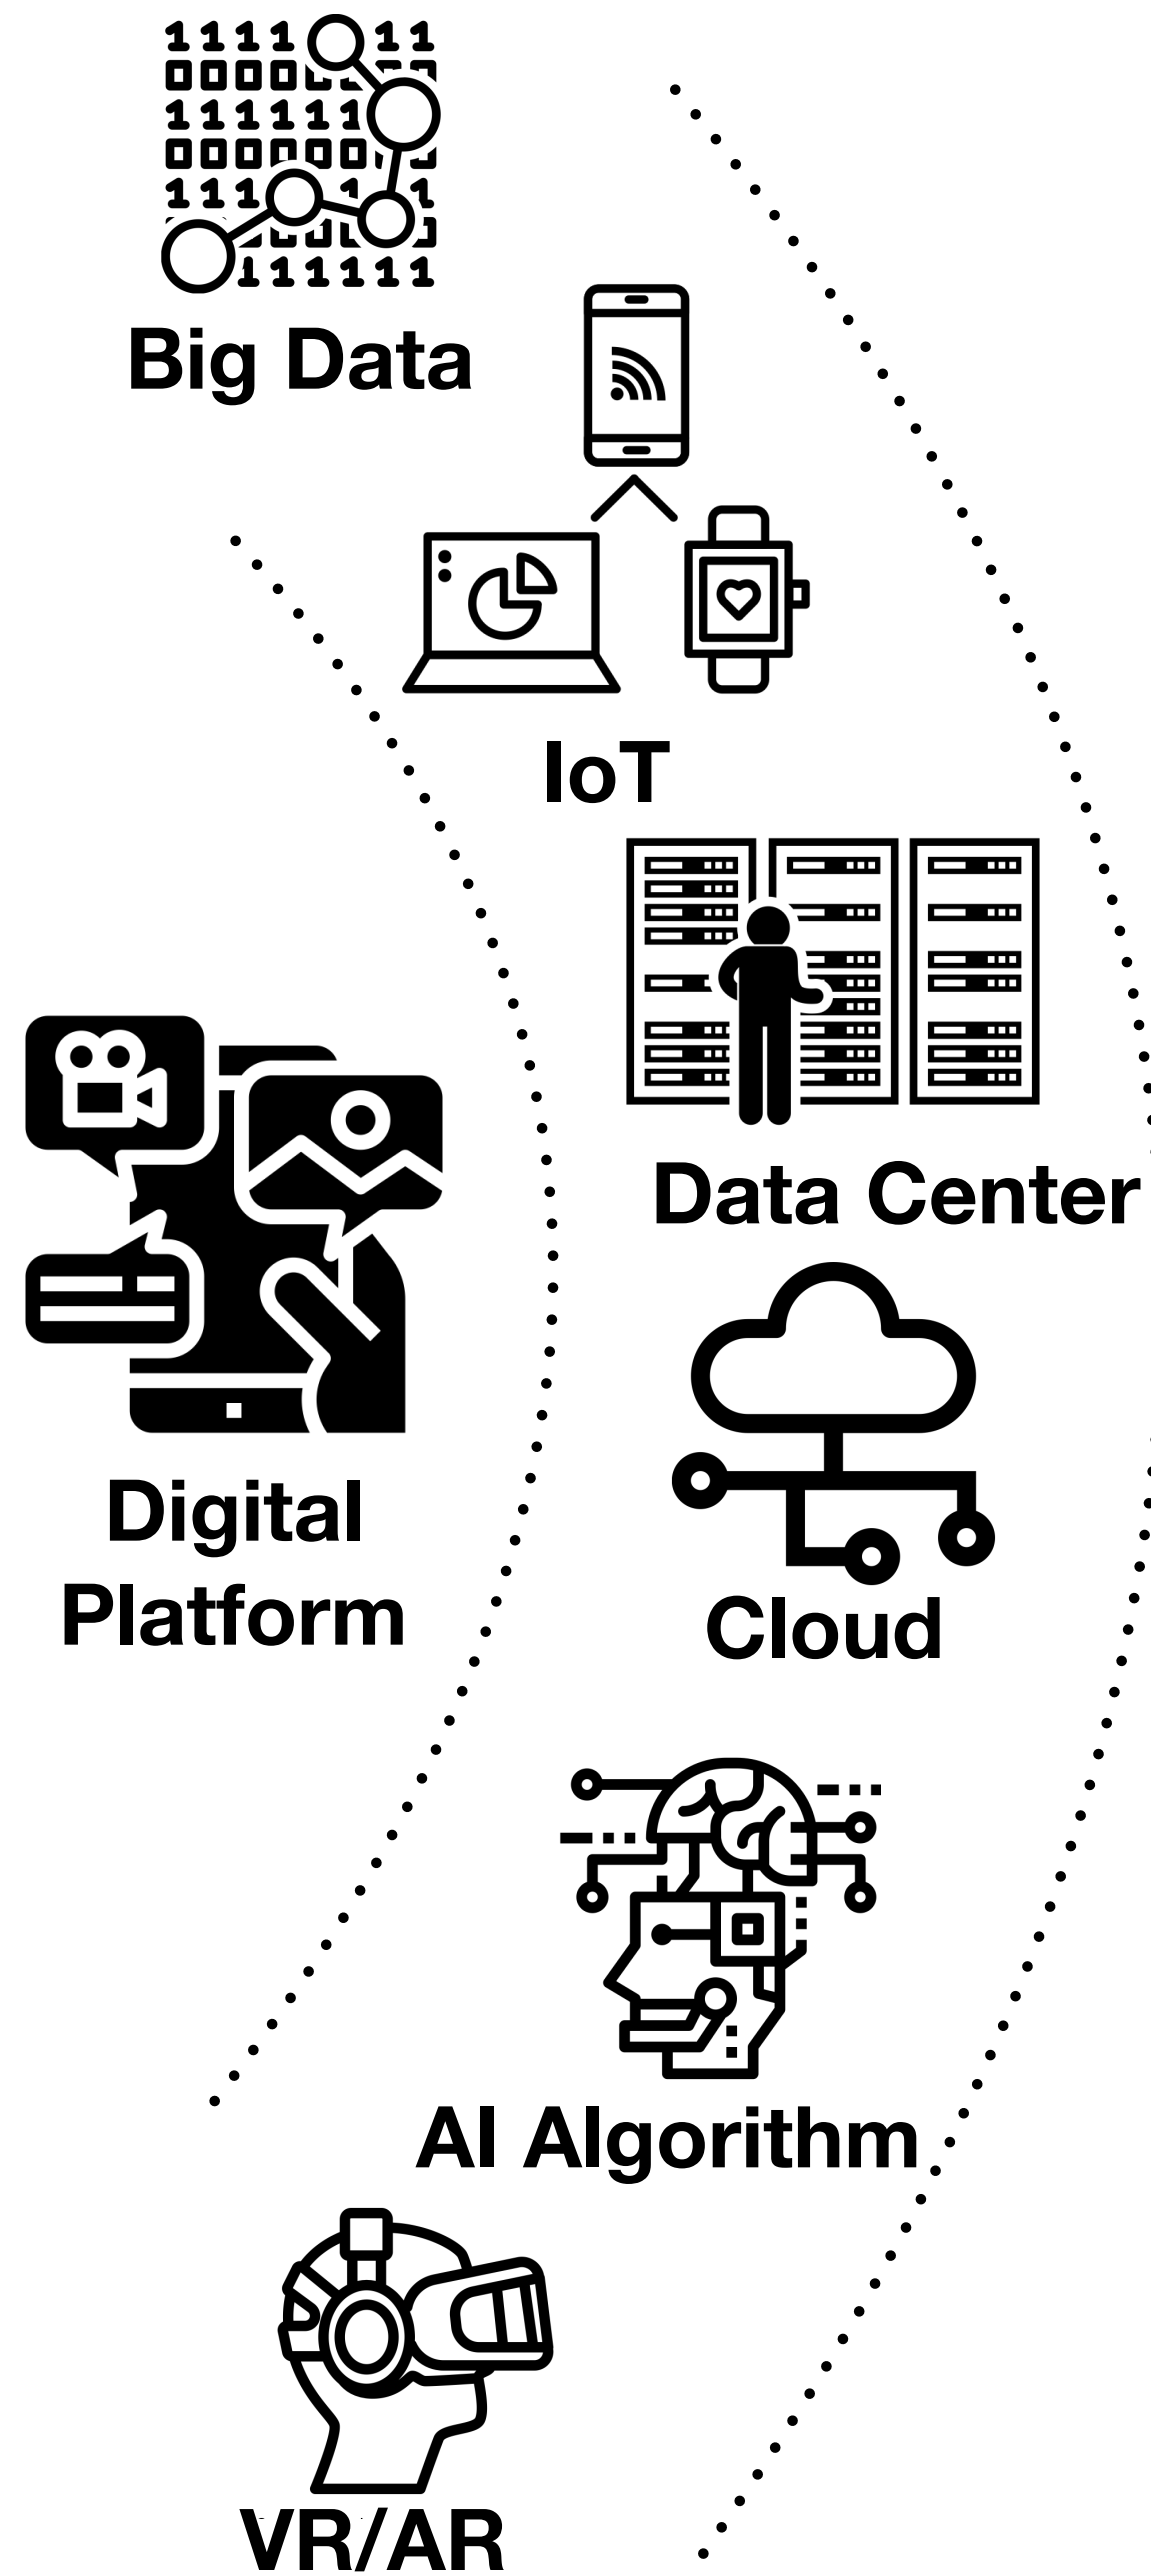 Big Data
IoT
Data Center
Digital
Platform
Cloud
AI Algorithm
VR/AR